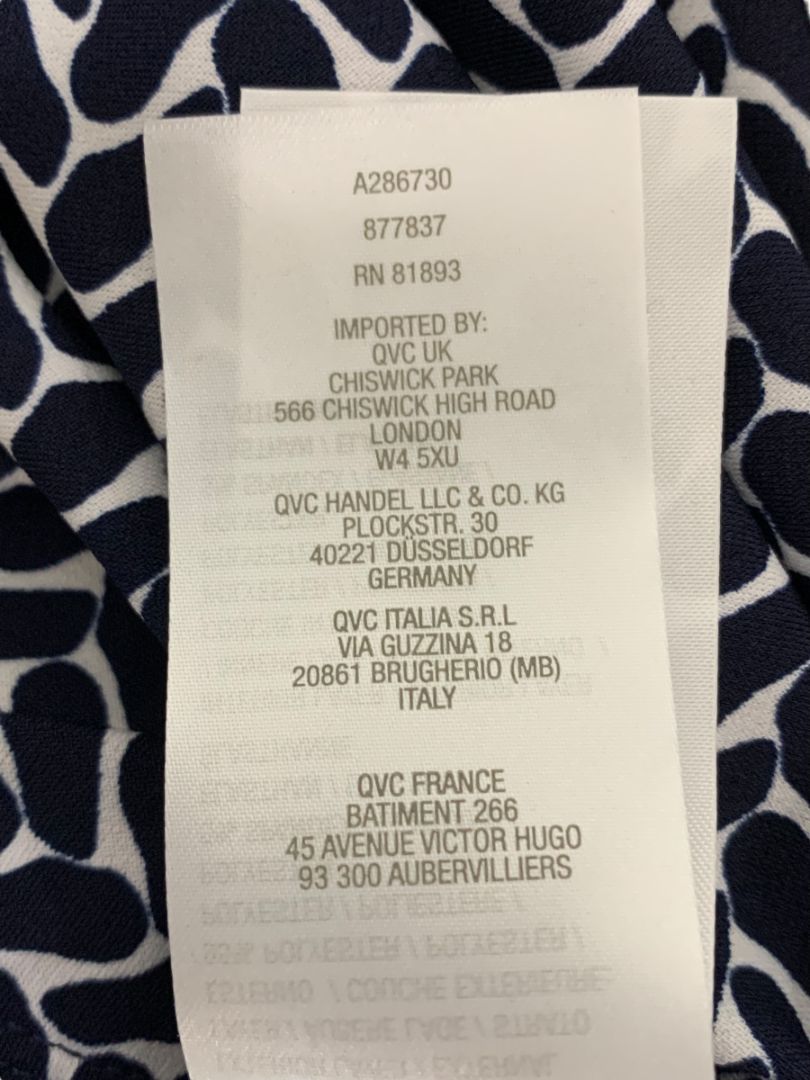 A286730
877837
RN 81893
IMPORTED BY:
QVC UK
CHISWICK PARK
566 CHISWICK HIGH ROAD
LONDON
W4 5XU
QVC HANDEL LLC & CO. KG
PLOCKSTR. 30
40221 DÜSSELDORF
GERMANY
QVC ITALIA S.R.L
VIA GUZZINA 18
20861 BRUGHERIO (MB)
ITALY
QVC FRANCE
BATIMENT 266
45 AVENUE VICTOR HUGO
93 300 AUBERVILLIERS